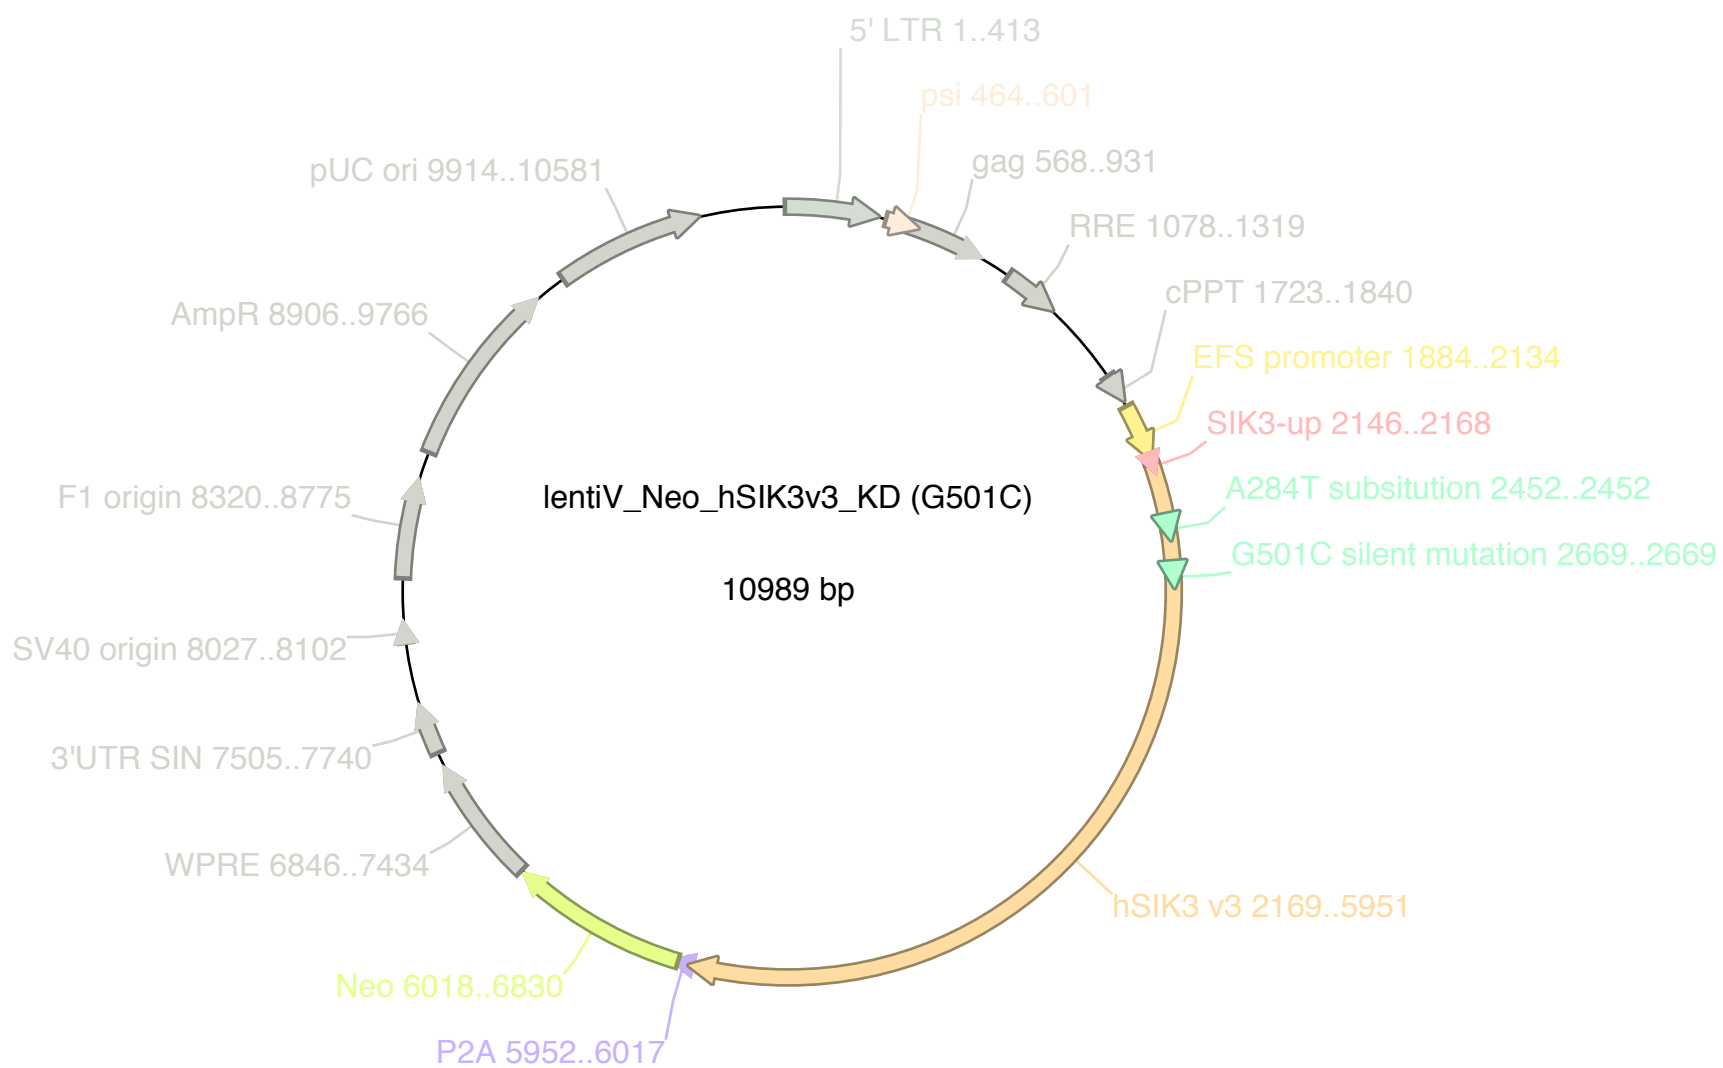 5' LTR 1..413
psi 464..601
gag 568..931
pUC ori 9914..10581
RRE 1078..1319
cPPT 1723..1840
AmpR 8906..9766
EFS promoter 1884..2134
SIK3-up 2146..2168
A284T subsitution 2452..2452
F1 origin 8320..8775
lentiV_Neo_hSIK3v3_KD (G501C)
G501C silent mutation 2669..2669
10989 bp
SV40 origin 8027..8102
3'UTR SIN 7505..7740
WPRE 6846..7434
hSIK3 v3 2169..5951
Neo 6018..6830
P2A 5952..6017